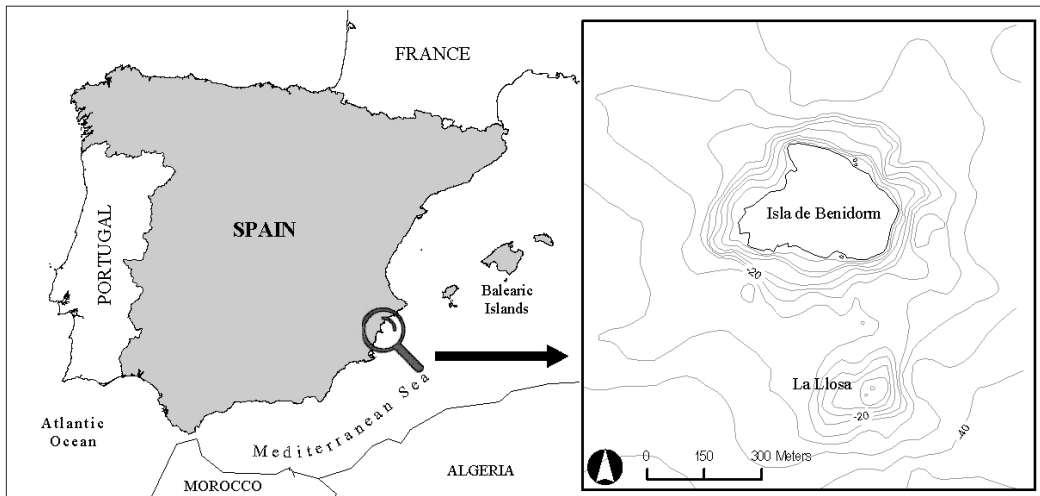 FRANCE
PORTUGAL
SPAIN
Balearic
Islands
Atlantic
Ocean
Mediterranean Sea
MOROCCO
ALGERIA
Isla de Benidorm
-20
La Llosa
-20
-40
0 150 300 Meters